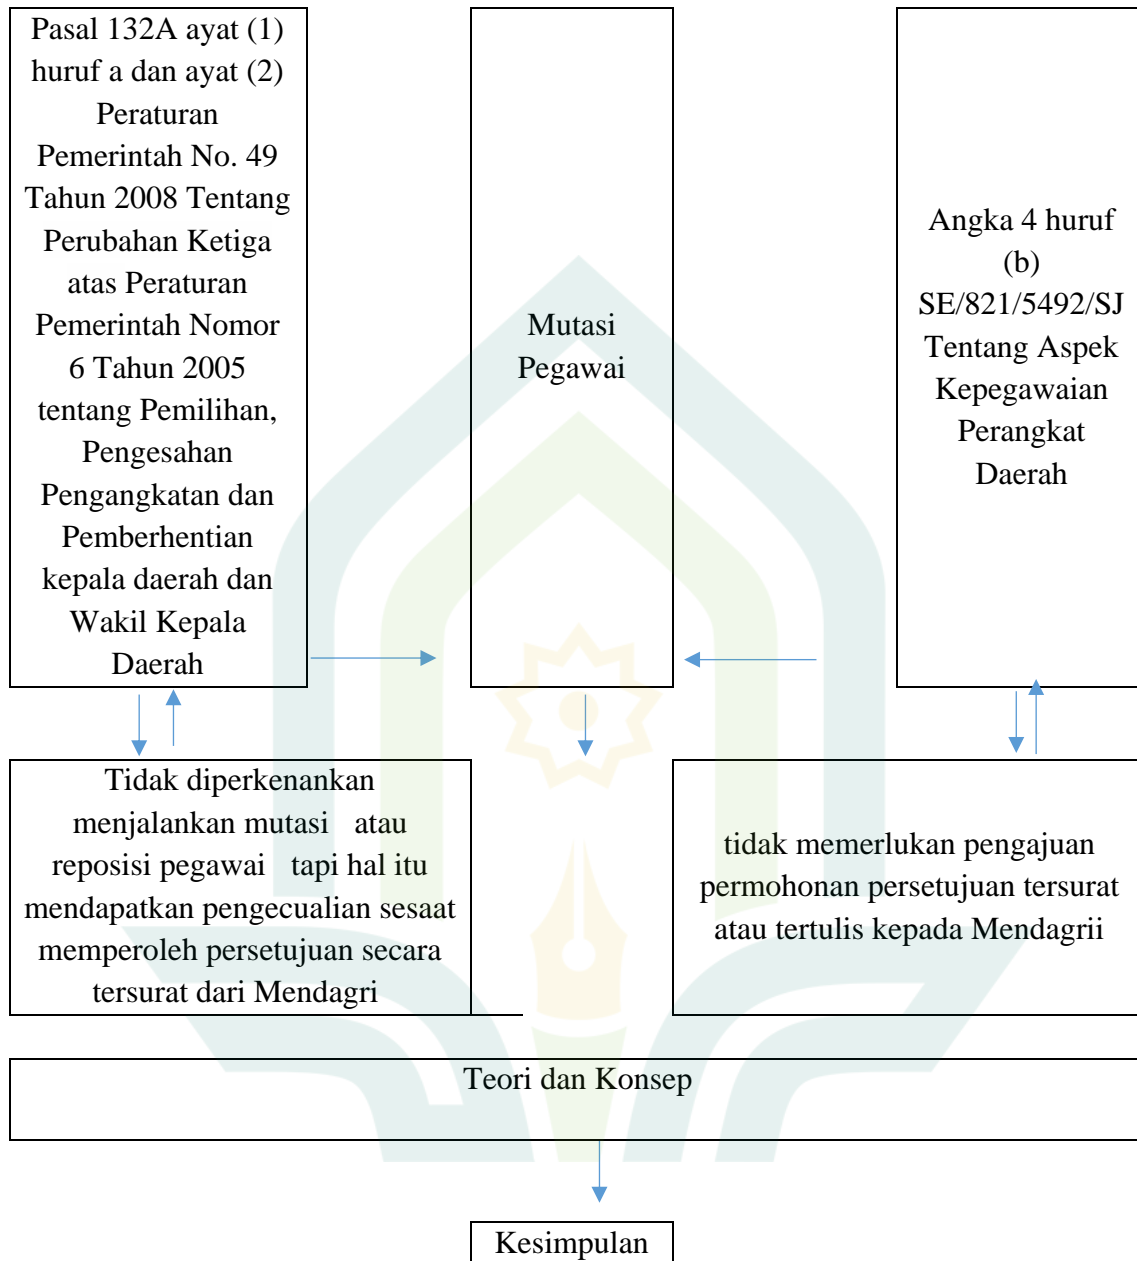 Pasal 132A ayat (1)
huruf a dan ayat (2)
Peraturan
Pemerintah No. 49
Tahun 2008 Tentang
Perubahan Ketiga
atas Peraturan
Pemerintah Nomor
6 Tahun 2005
tentang Pemilihan,
Pengesahan
Pengangkatan dan
Pemberhentian
kepala daerah dan
Wakil Kepala
Daerah
Mutasi
Pegawai
Angka 4 huruf
(b)
SE/821/5492/SJ
Tentang Aspek
Kepegawaian
Perangkat
Daerah
Tidak diperkenankan
menjalankan mutasi atau
reposisi pegawai tapi hal itu
mendapatkan pengecualian sesaat
memperoleh persetujuan secara
tersurat dari Mendagri
tidak memerlukan pengajuan
permohonan persetujuan tersurat
atau tertulis kepada Mendagrii
Teori dan Konsep
Kesimpulan